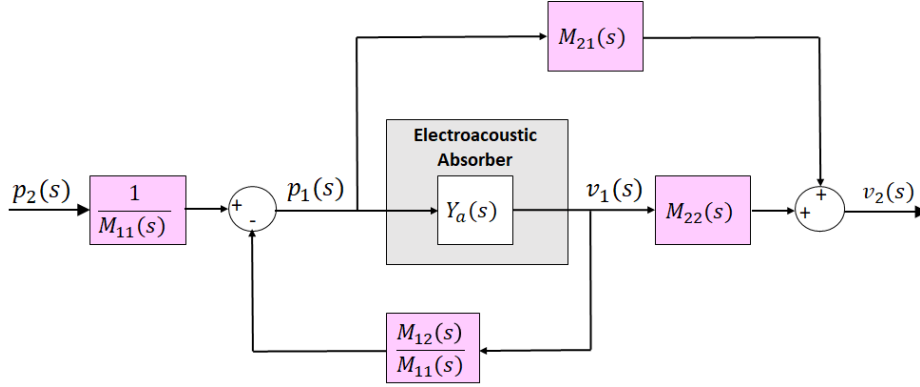 M₂₁(s)
Electroacoustic
Absorber
p₂(s)
1
M₁₁(s)
+
-
p₁(s)
Yₐ(s)
v₁(s)
M₂₂(s)
+
+
v₂(s)
M₁₂(s)
M₁₁(s)